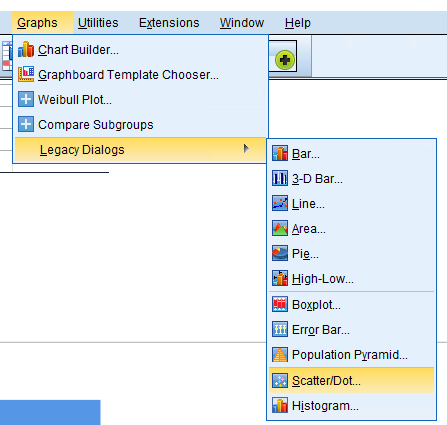 Graphs Utilities Extensions Window Help
Chart Builder...
Graphboard Template Chooser...
Weibull Plot...
Compare Subgroups
Legacy Dialogs
Bar...
3-D Bar...
Line...
Area...
Pie...
High-Low...
Boxplot...
Error Bar...
Population Pyramid...
Scatter/Dot...
Histogram...